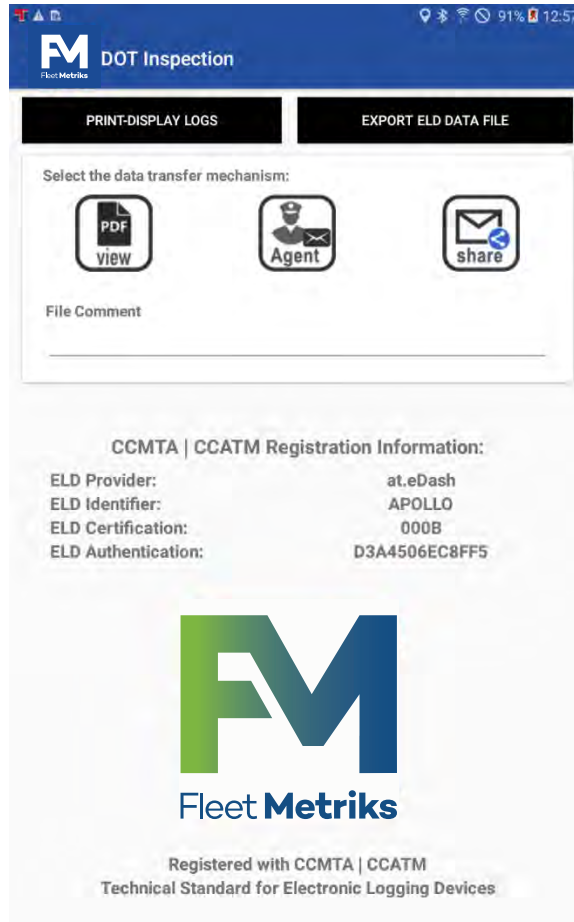 91% 12:57
FM
Fleet Metriks
DOT Inspection
PRINT-DISPLAY LOGS EXPORT ELD DATA FILE
Select the data transfer mechanism:
PDF
view Agent share
File Comment
CCMTA | CCATM Registration Information:
ELD Provider: at.eDash
ELD Identifier: APOLLO
ELD Certification: 000B
ELD Authentication: D3A4506EC8FF5
FM
Fleet Metriks
Registered with CCMTA | CCATM
Technical Standard for Electronic Logging Devices